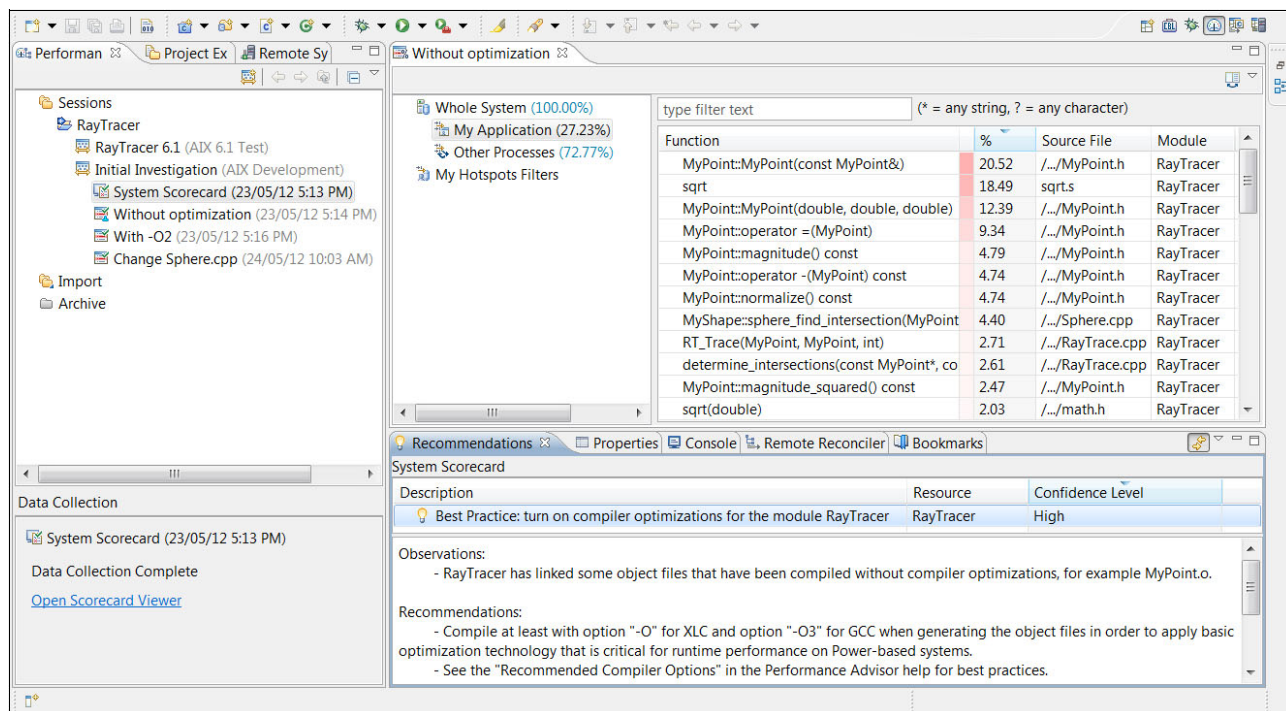 Performan
Project Ex
Remote Sy
Sessions
RayTracer
RayTracer 6.1 (AIX 6.1 Test)
Initial Investigation (AIX Development)
System Scorecard (23/05/12 5:13 PM)
Without optimization (23/05/12 5:14 PM)
With -O2 (23/05/12 5:16 PM)
Change Sphere.cpp (24/05/12 10:03 AM)
Import
Archive
Data Collection
System Scorecard (23/05/12 5:13 PM)
Data Collection Complete
Open Scorecard Viewer
Without optimization
Whole System (100.00%)
My Application (27.23%)
Other Processes (72.77%)
My Hotspots Filters
type filter text (* = any string, ? = any character)
Function % Source File Module
MyPoint::MyPoint(const MyPoint&) 20.52 /.../MyPoint.h RayTracer
sqrt 18.49 sqrt.s RayTracer
MyPoint::MyPoint(double, double, double) 12.39 /.../MyPoint.h RayTracer
MyPoint::operator =(MyPoint) 9.34 /.../MyPoint.h RayTracer
MyPoint::magnitude() const 4.79 /.../MyPoint.h RayTracer
MyPoint::operator -(MyPoint) const 4.74 /.../MyPoint.h RayTracer
MyPoint::normalize() const 4.74 /.../MyPoint.h RayTracer
MyShape::sphere_find_intersection(MyPoint 4.40 /.../Sphere.cpp RayTracer
RT_Trace(MyPoint, MyPoint, int) 2.71 /.../RayTrace.cpp RayTracer
determine_intersections(const MyPoint*, co 2.61 /.../RayTrace.cpp RayTracer
MyPoint::magnitude_squared() const 2.47 /.../MyPoint.h RayTracer
sqrt(double) 2.03 /.../math.h RayTracer
Recommendations Properties Console Remote Reconciler Bookmarks
System Scorecard
Description Resource Confidence Level
Best Practice: turn on compiler optimizations for the module RayTracer RayTracer High
Observations:
- RayTracer has linked some object files that have been compiled without compiler optimizations, for example MyPoint.o.
Recommendations:
- Compile at least with option "-O" for XLC and option "-O3" for GCC when generating the object files in order to apply basic
optimization technology that is critical for runtime performance on Power-based systems.
- See the "Recommended Compiler Options" in the Performance Advisor help for best practices.